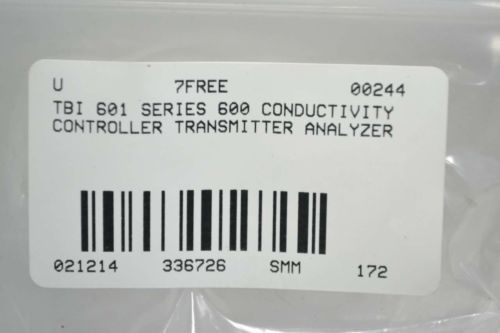 U 7FREE 00244
TBI 601 SERIES 600 CONDUCTIVITY
CONTROLLER TRANSMITTER ANALYZER
021214 336726 SMM 172